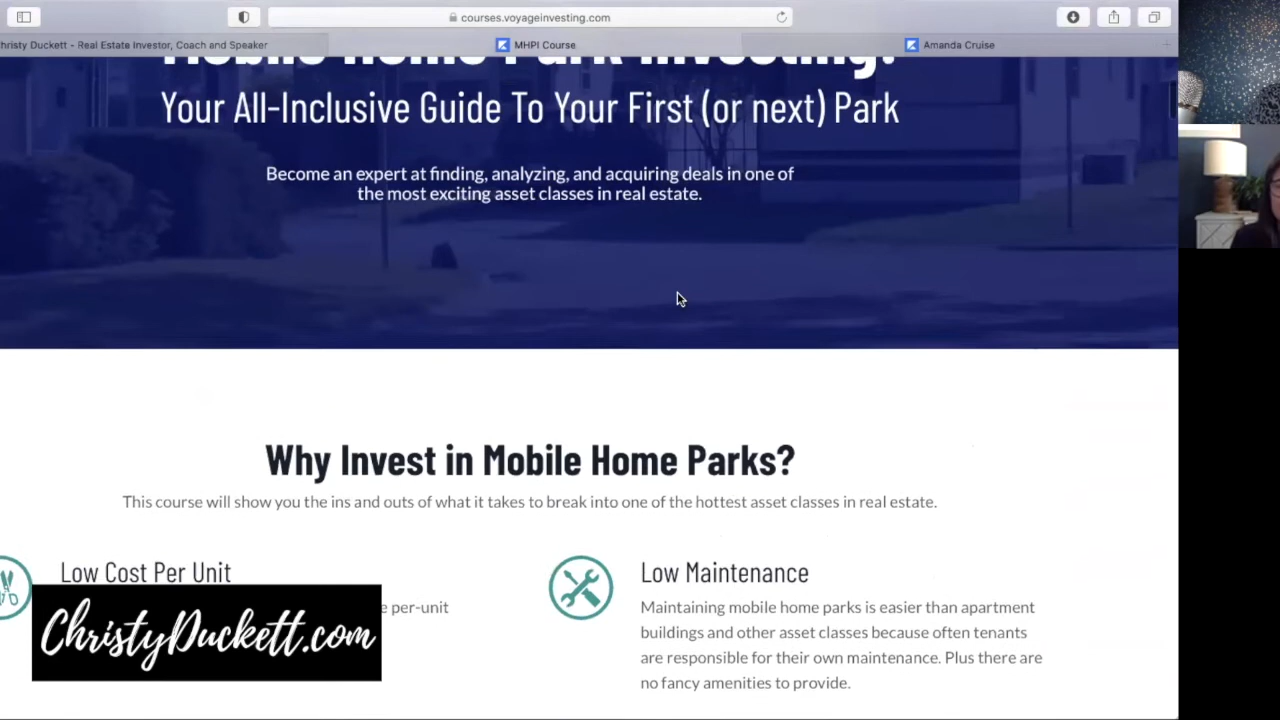 courses.voyageinvesting.com
hristy Duckett - Real Estate Investor, Coach and Speaker
MHPI Course
Amanda Cruise
Mobile Home Park Investing:
Your All-Inclusive Guide To Your First (or next) Park
Become an expert at finding, analyzing, and acquiring deals in one of
the most exciting asset classes in real estate.
Why Invest in Mobile Home Parks?
This course will show you the ins and outs of what it takes to break into one of the hottest asset classes in real estate.
Low Cost Per Unit
e per-unit
Low Maintenance
Maintaining mobile home parks is easier than apartment
buildings and other asset classes because often tenants
are responsible for their own maintenance. Plus there are
no fancy amenities to provide.
ChristyDuckett.com